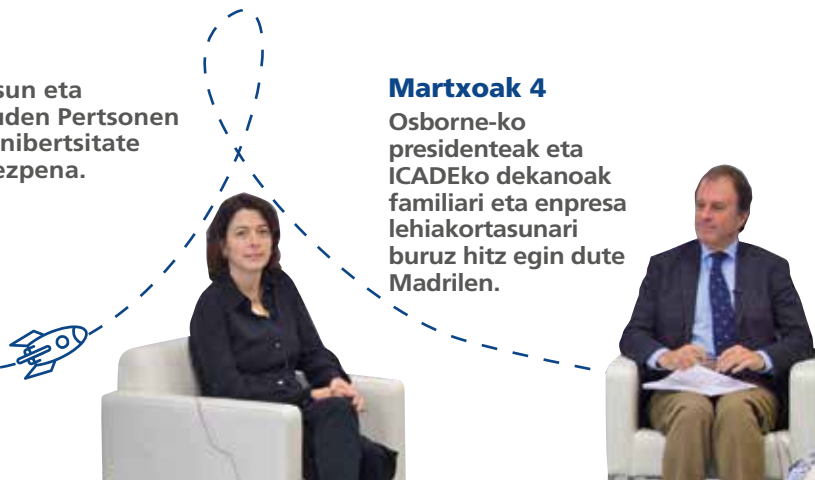 sun eta
uden Pertsonen
nibertsitate
ezpena.
Martxoak 4
Osborne-ko
presidenteak eta
ICADEko dekanoak
familiari eta enpresa
lehiakortasunari
buruz hitz egin dute
Madrilen.